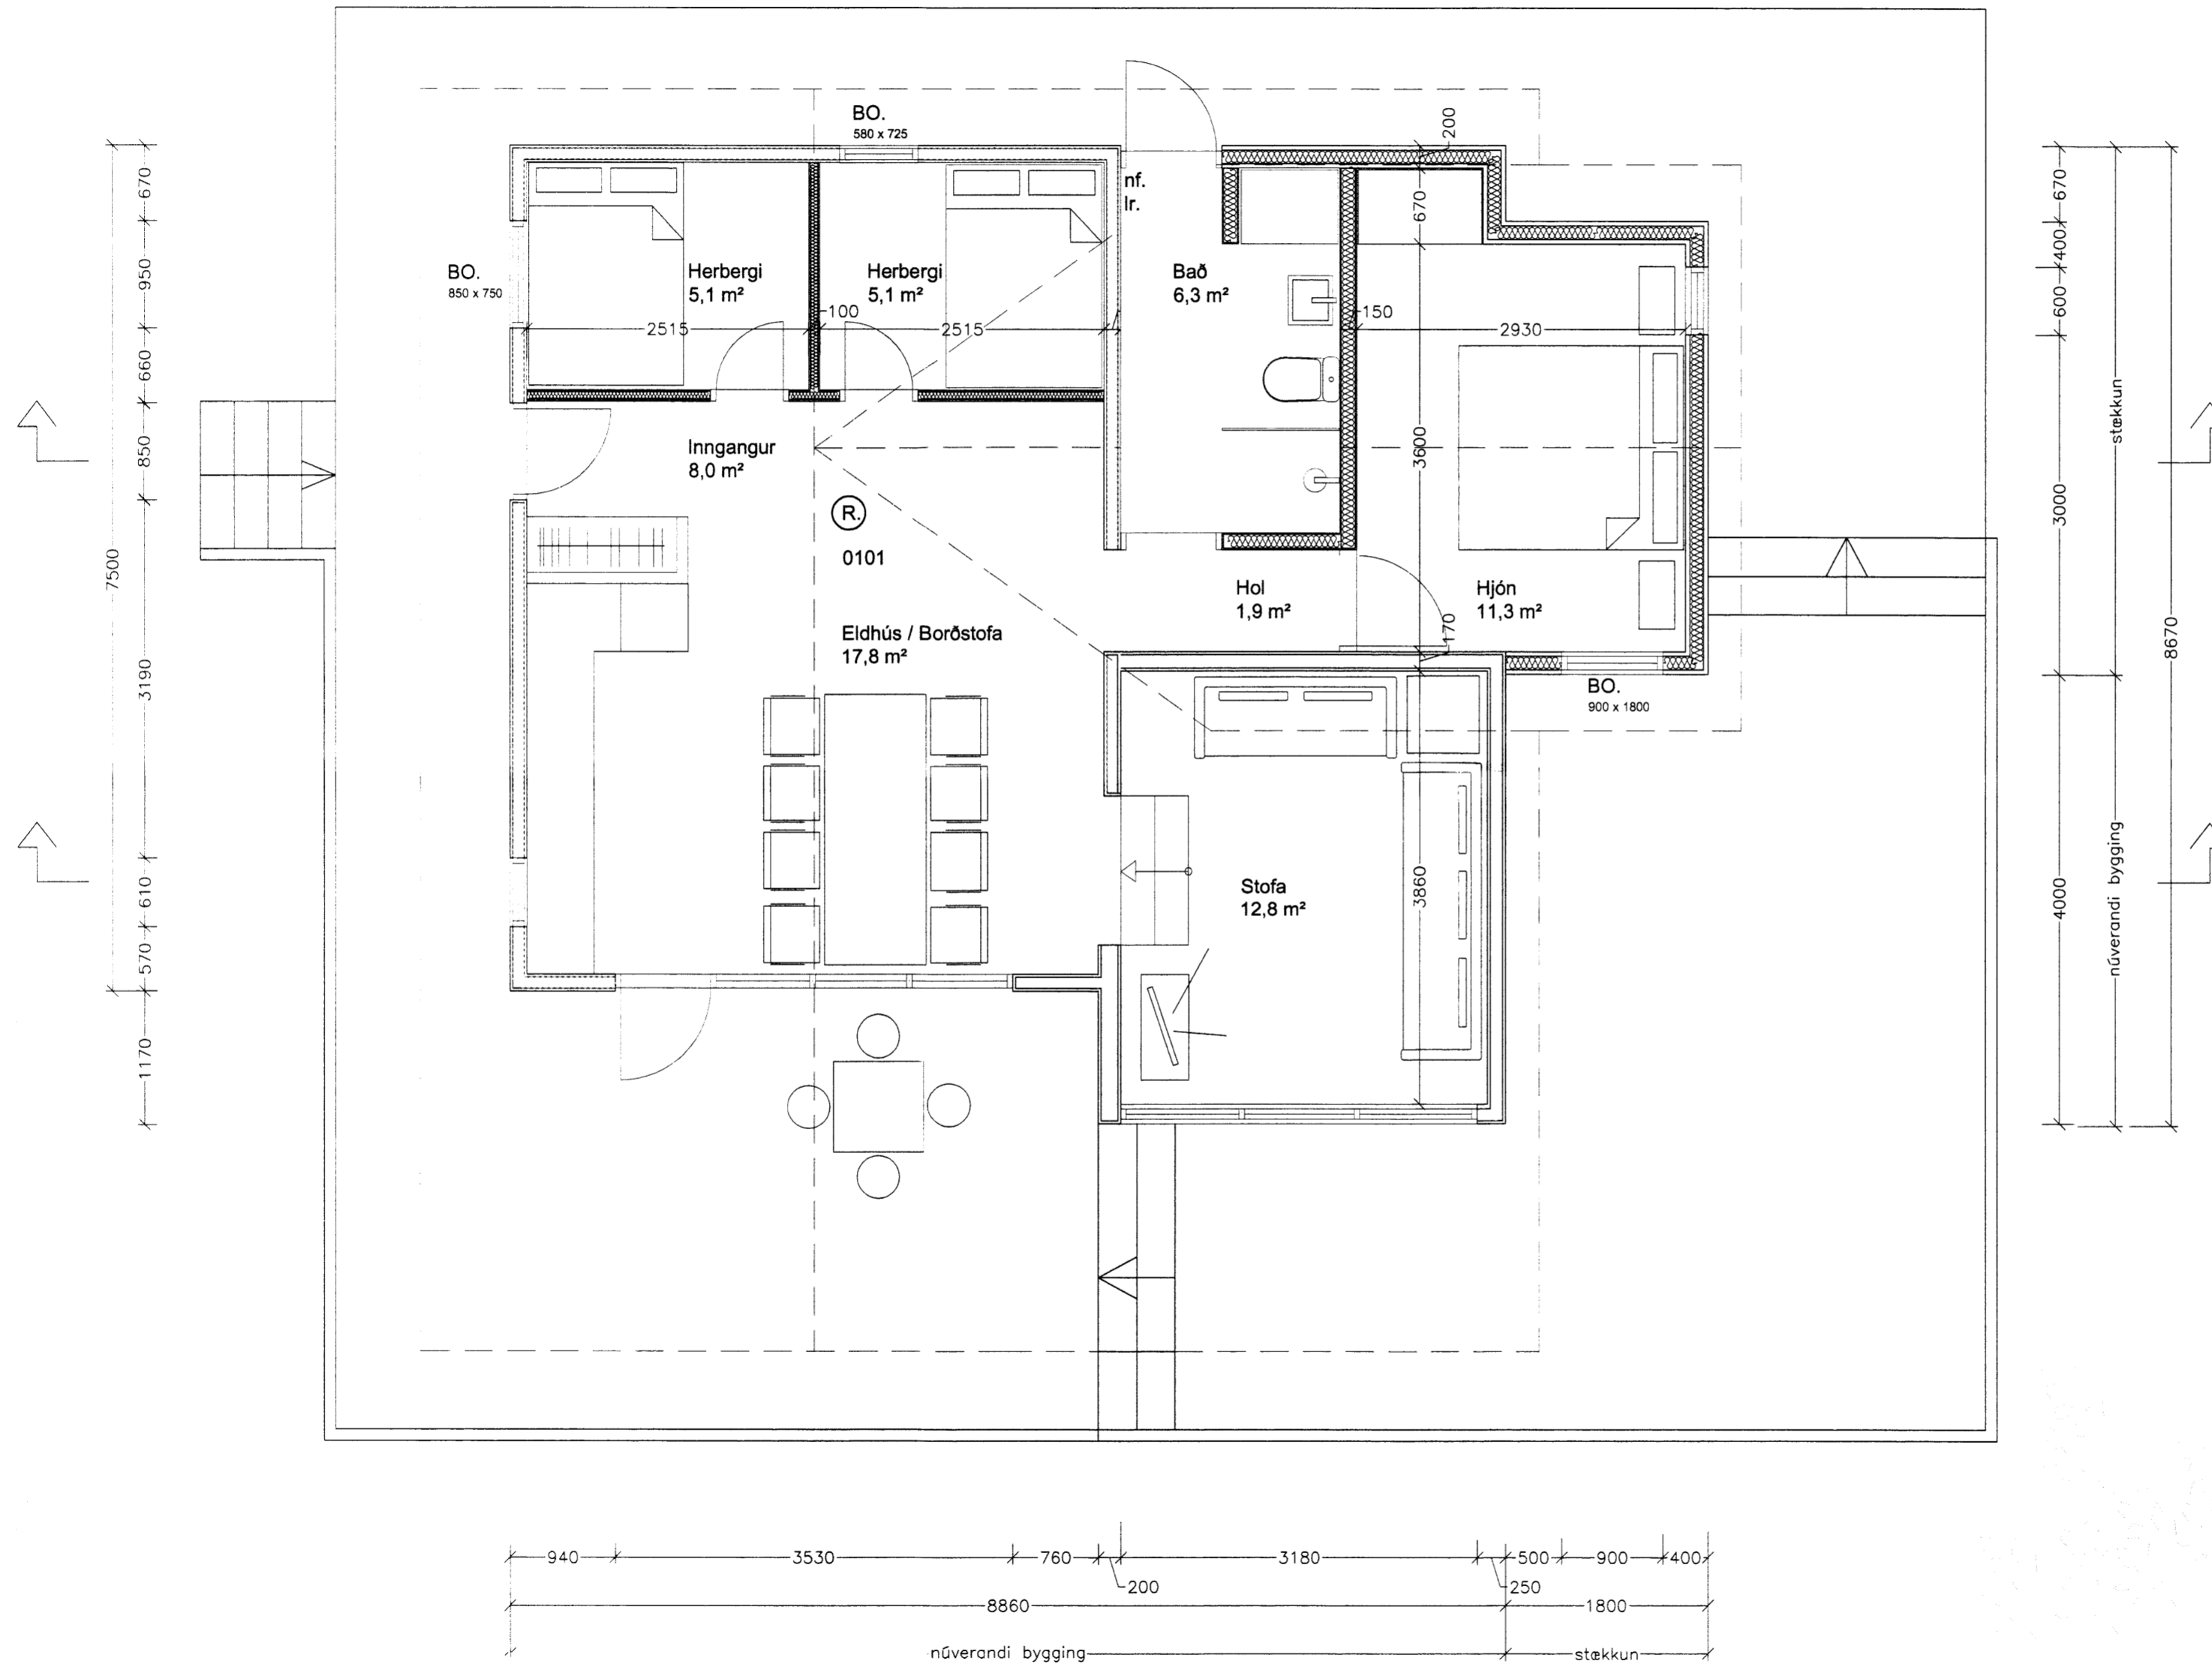 BO.
580 x 725
200
nf.
lr.
670
670
670
950
BO.
850 x 750
Herbergi
5,1 m²
Herbergi
5,1 m²
Bað
6,3 m²
400
600
2515
100
2515
150
2930
660
stækkun
850
Inngangur
8,0 m²
3600
R.
3000
0101
7500
Hol
1,9 m²
Hjón
11,3 m²
170
Eldhús / Borðstofa
17,8 m²
8670
3190
BO.
900 x 1800
Stofa
12,8 m²
3860
4000
núverandi bygging
610
570
1170
940
3530
760
200
3180
250
500
900
400
8860
1800
núverandi bygging
stækkun